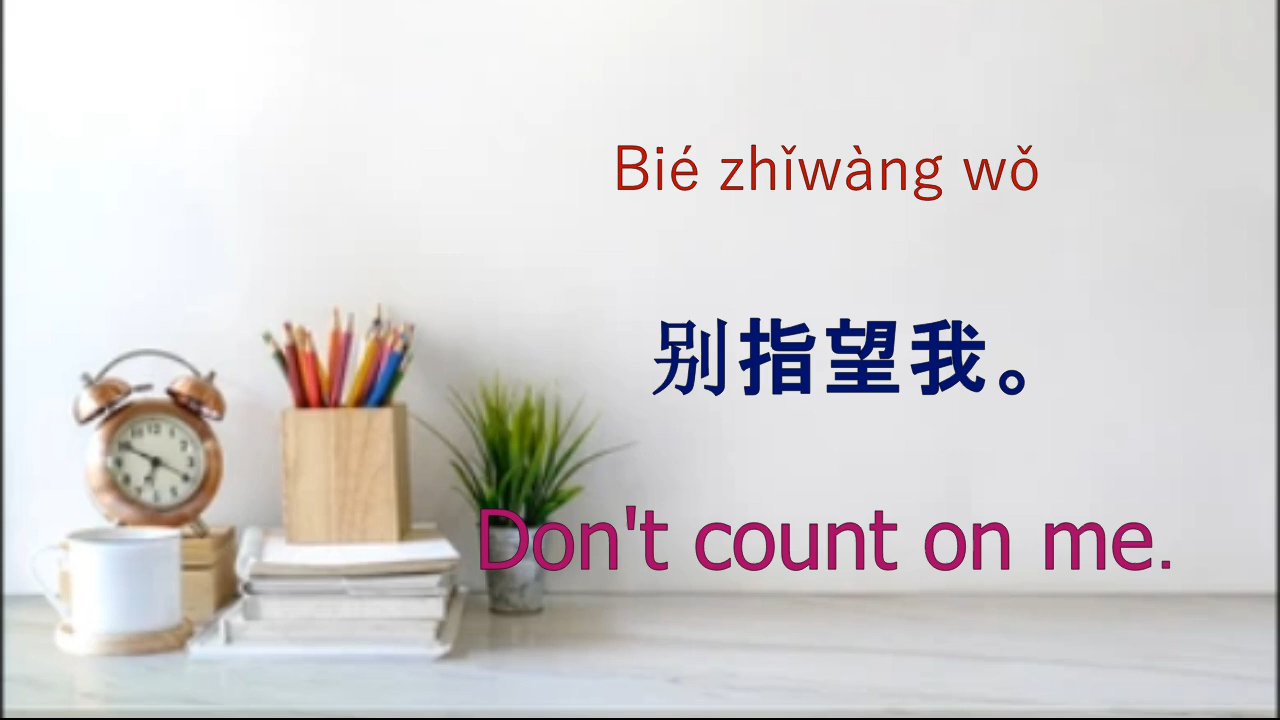 Bié zhǐwàng wǒ
别指望我。
Don't count on me.